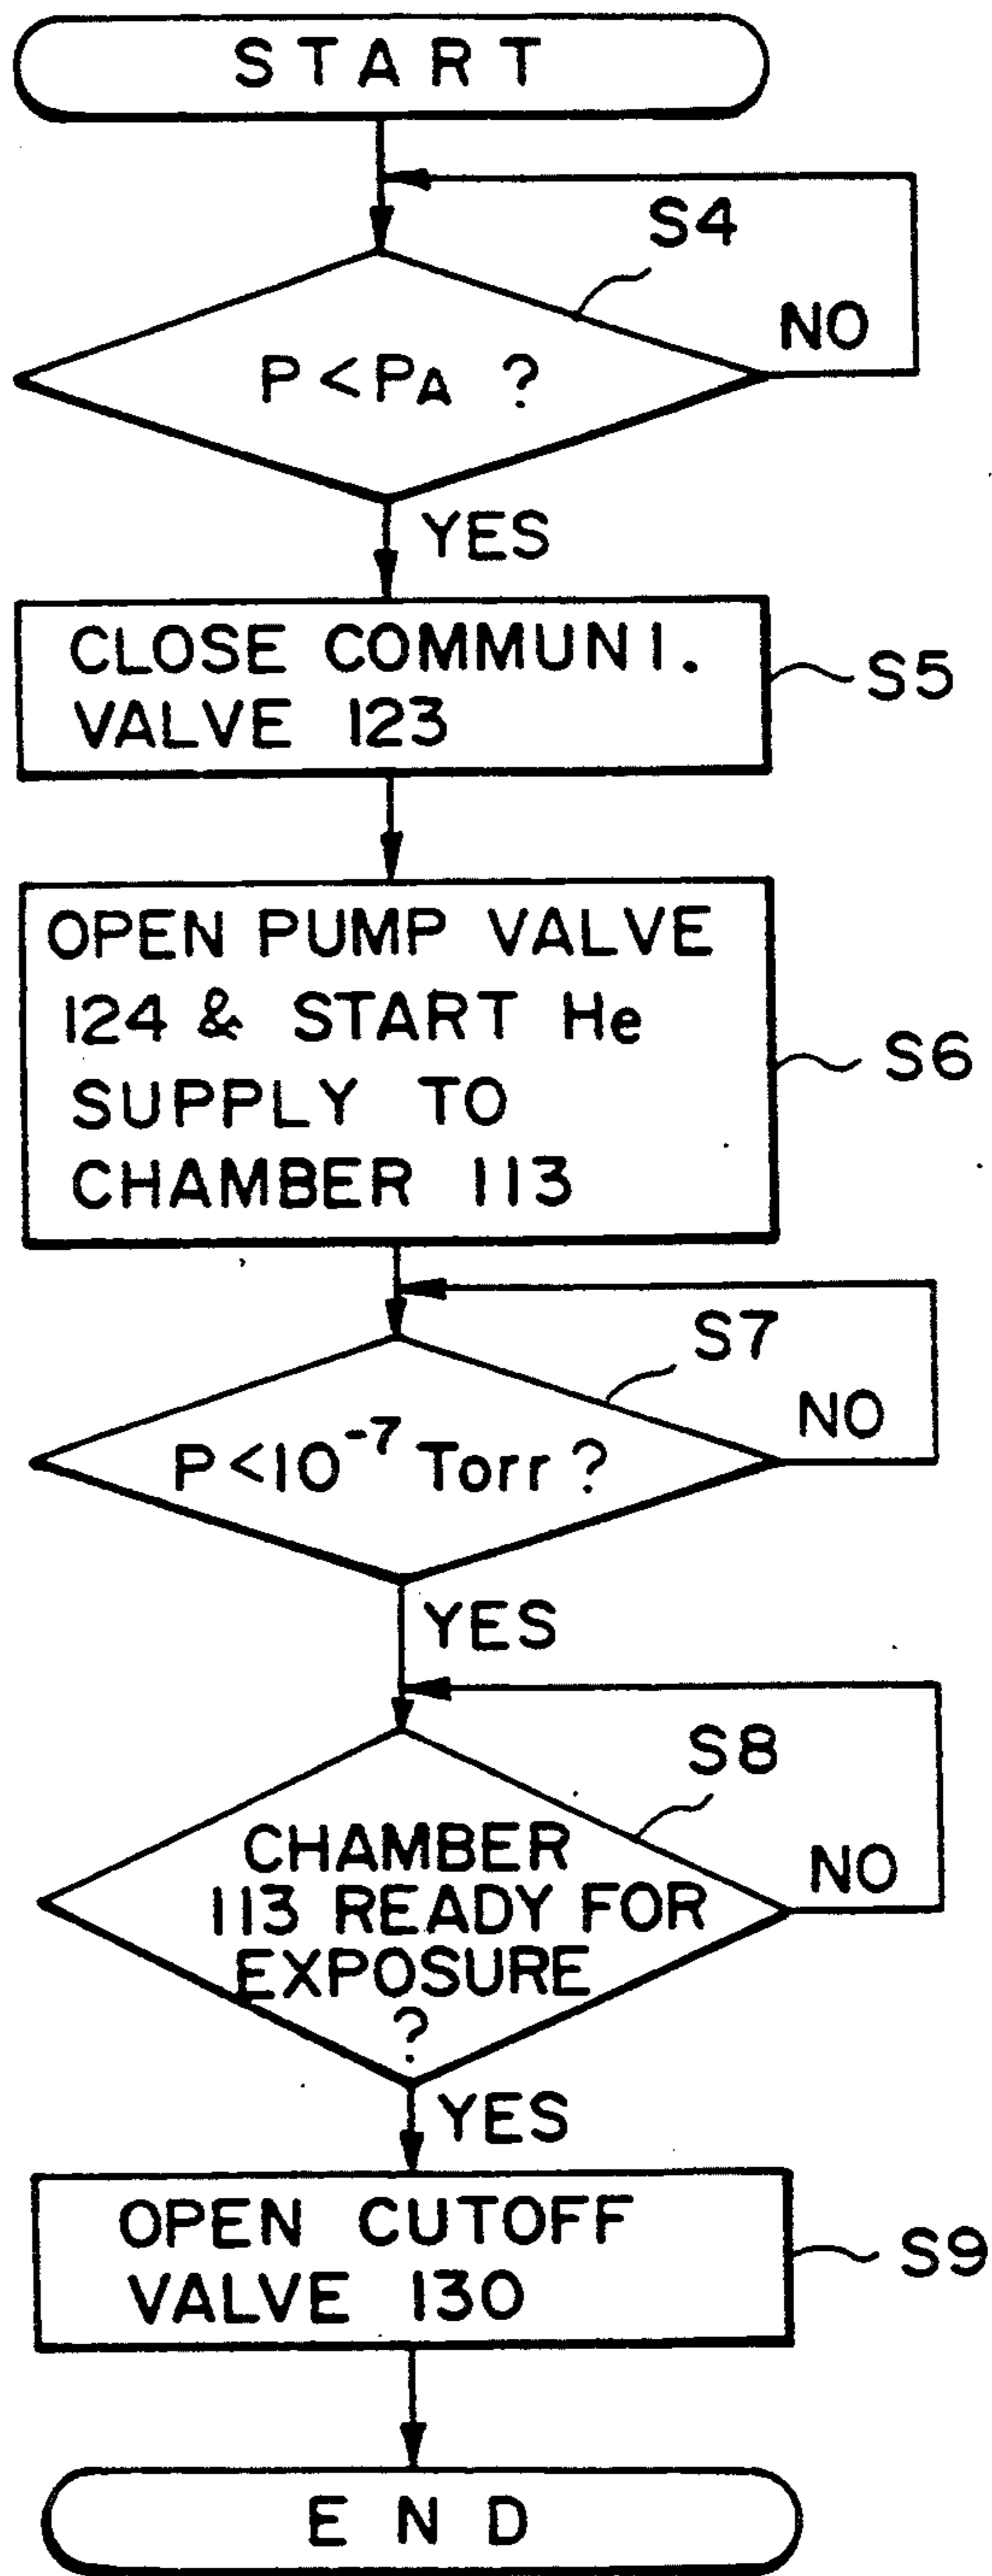 START
S4
NO
P<PA ?
YES
CLOSE COMMUNI.
VALVE 123
S5
OPEN PUMP VALVE
124 & START He
SUPPLY TO
CHAMBER 113
S6
S7
NO
P<10⁻⁷ Torr ?
YES
S8
NO
CHAMBER
113 READY FOR
EXPOSURE
?
YES
OPEN CUTOFF
VALVE 130
S9
END